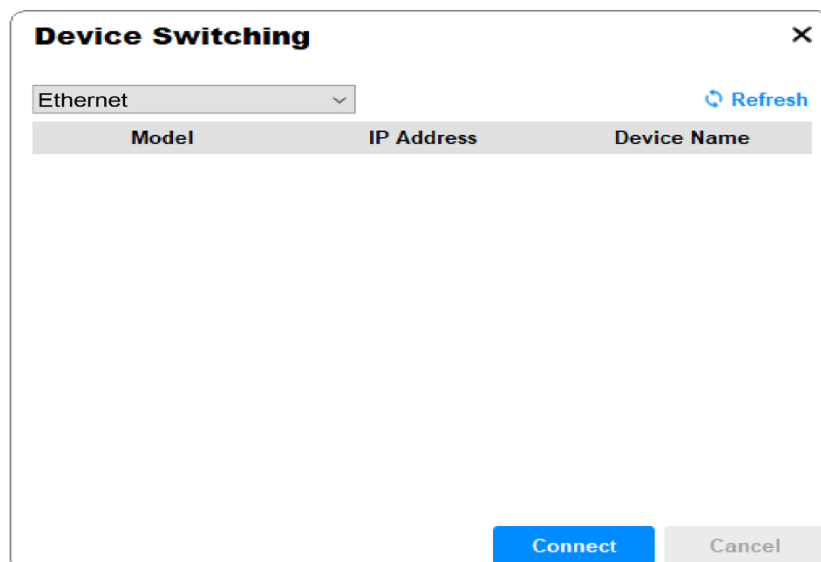 Device Switching
Ethernet
Refresh
Model IP Address Device Name
Connect Cancel